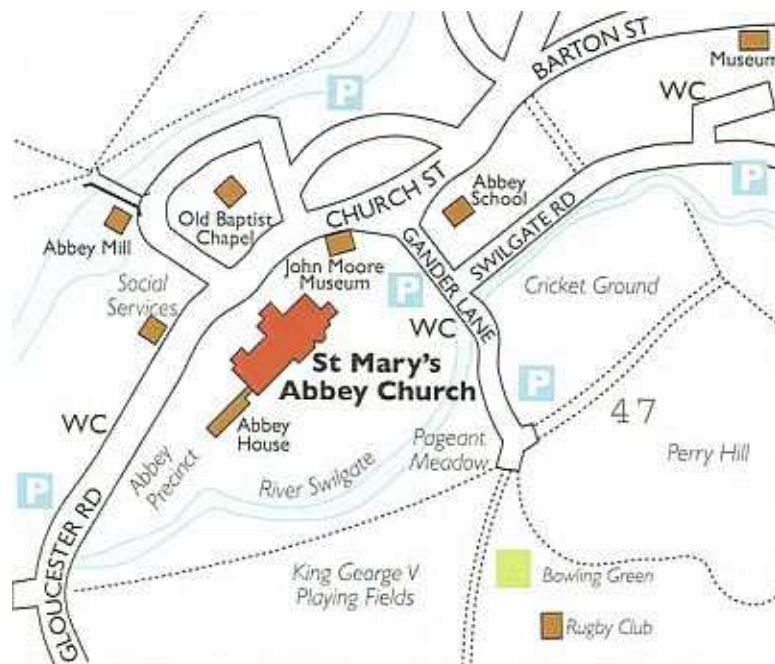 BARTON ST
Museum
WC
P
Old Baptist
Chapel
CHURCH ST
Abbey
School
SWILGATE RD
P
Abbey Mill
Social
Services
John Moore
Museum
P
GANDER LANE
WC
Cricket Ground
St Mary's
Abbey Church
P
47
WC
Abbey
House
Abbey
Precinct
Pageant
Meadow
Perry Hill
P
River Swilgate
GLOUCESTER RD
King George V
Playing Fields
Bowling Green
Rugby Club